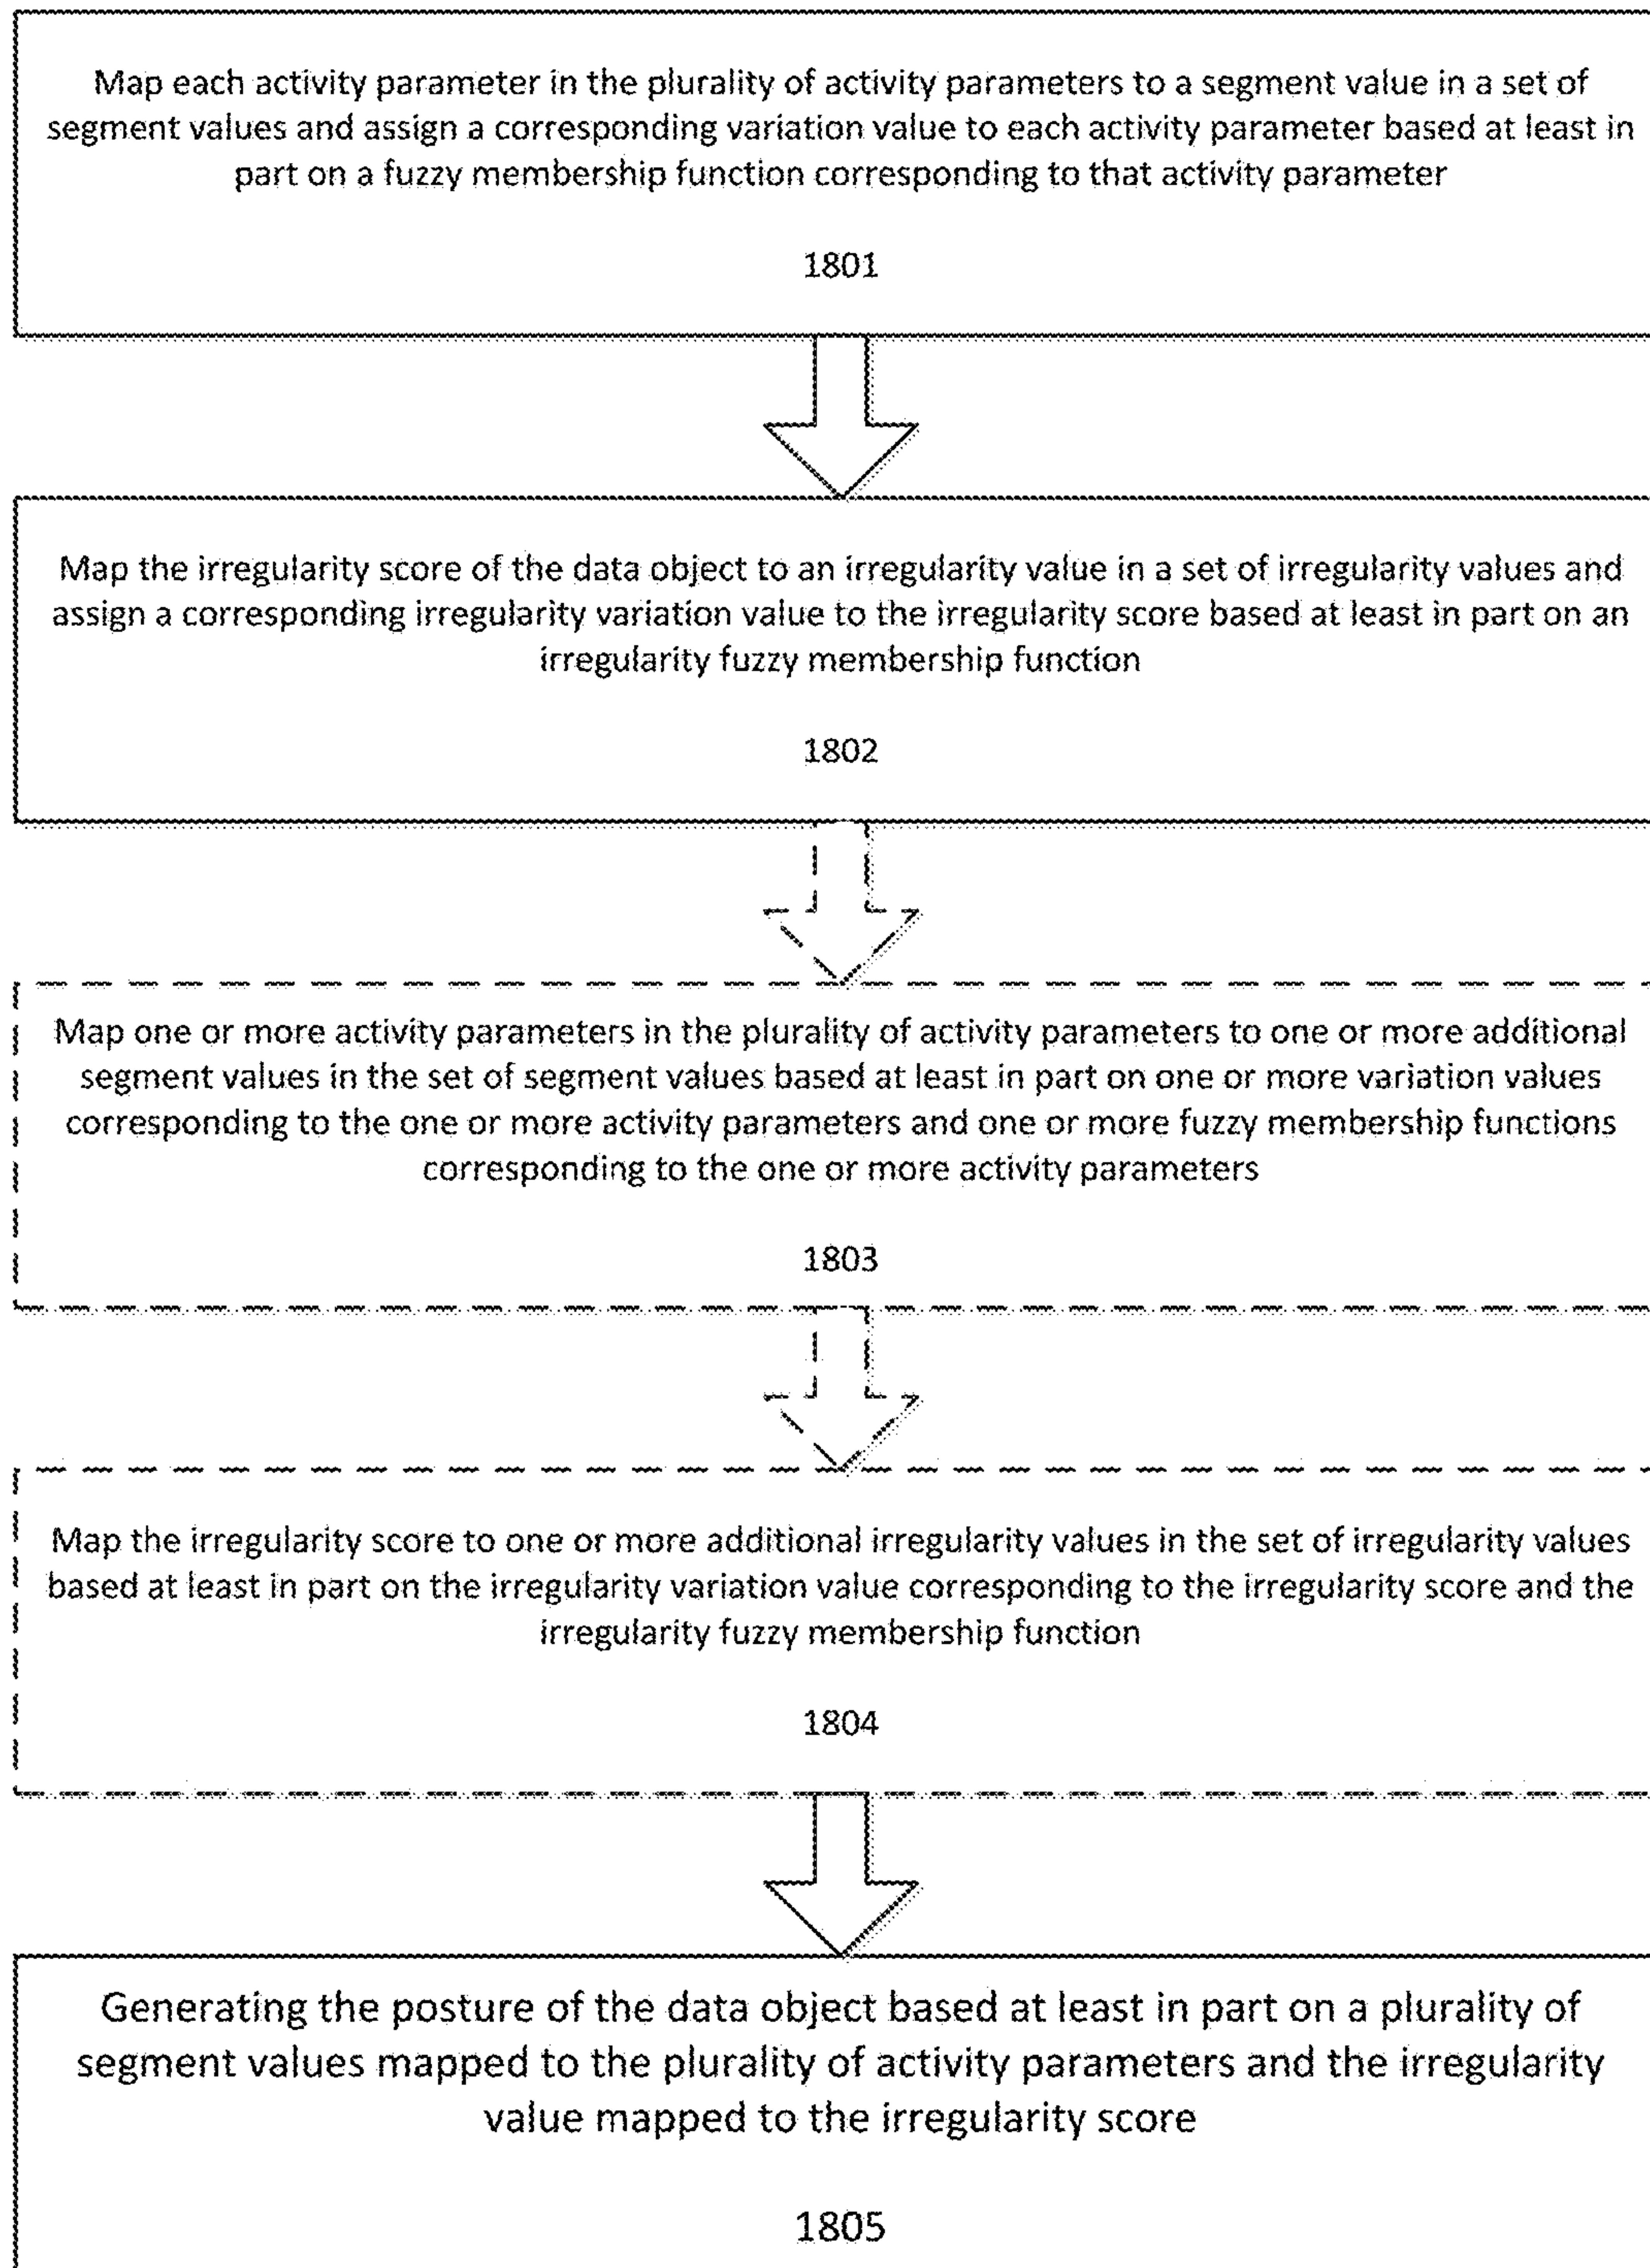 Map each activity parameter in the plurality of activity parameters to a segment value in a set of
segment values and assign a corresponding variation value to each activity parameter based at least in
part on a fuzzy membership function corresponding to that activity parameter
1801
Map the irregularity score of the data object to an irregularity value in a set of irregularity values and
assign a corresponding irregularity variation value to the irregularity score based at least in part on an
irregularity fuzzy membership function
1802
Map one or more activity parameters in the plurality of activity parameters to one or more additional
segment values in the set of segment values based at least in part on one or more variation values
corresponding to the one or more activity parameters and one or more fuzzy membership functions
corresponding to the one or more activity parameters
1803
Map the irregularity score to one or more additional irregularity values in the set of irregularity values
based at least in part on the irregularity variation value corresponding to the irregularity score and the
irregularity fuzzy membership function
1804
Generating the posture of the data object based at least in part on a plurality of
segment values mapped to the plurality of activity parameters and the irregularity
value mapped to the irregularity score
1805